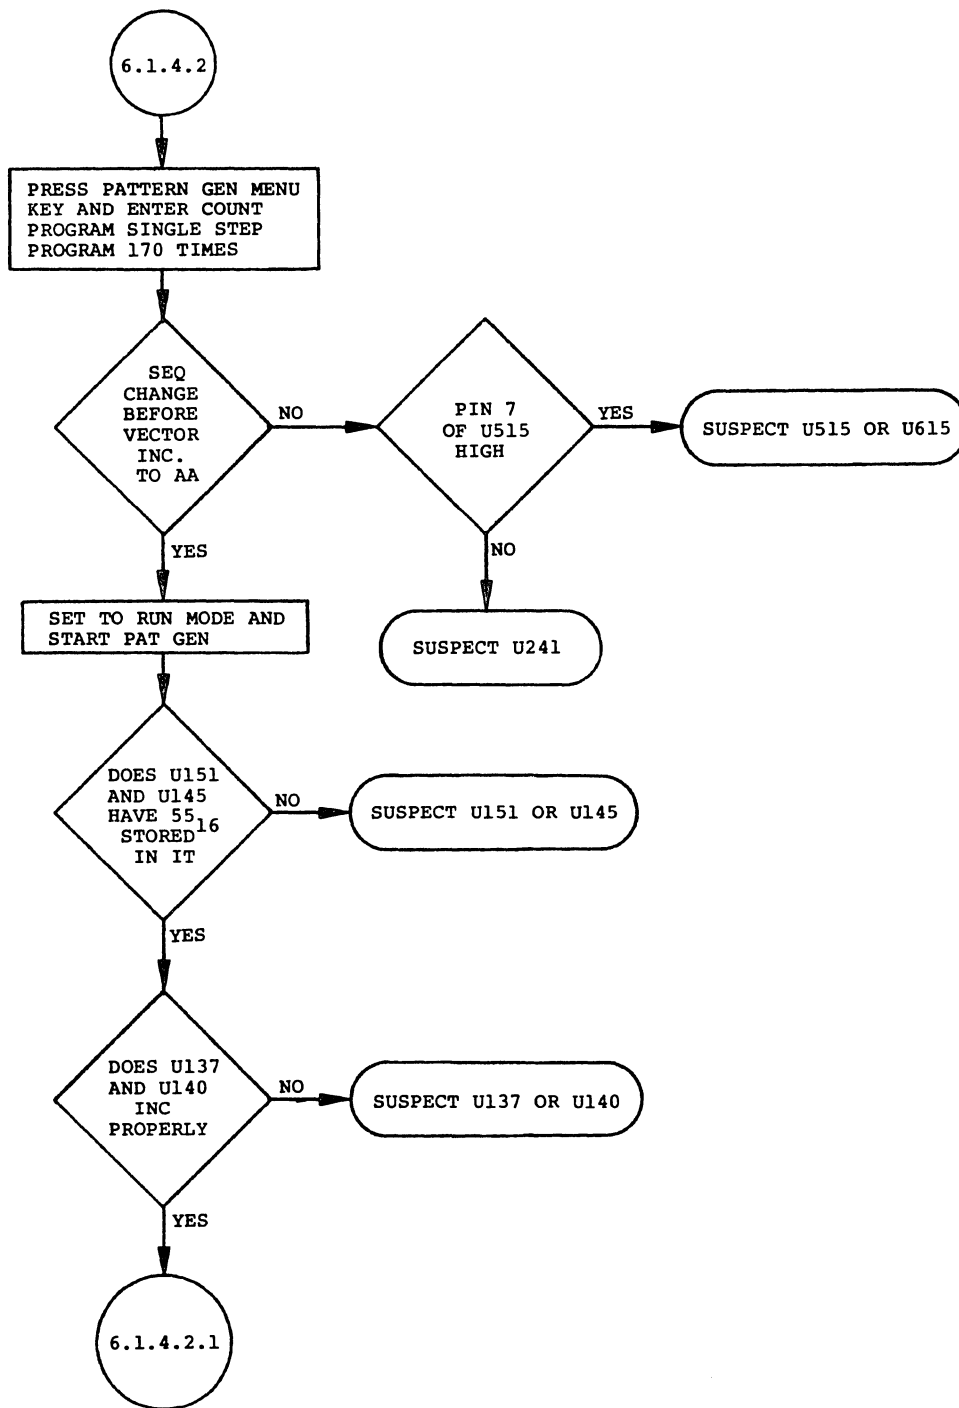 6.1.4.2
PRESS PATTERN GEN MENU
KEY AND ENTER COUNT
PROGRAM SINGLE STEP
PROGRAM 170 TIMES
SEQ
CHANGE
BEFORE
VECTOR
INC.
TO AA
NO
PIN 7
OF U515
HIGH
YES
SUSPECT U515 OR U615
NO
SUSPECT U241
YES
SET TO RUN MODE AND
START PAT GEN
DOES U151
AND U145
HAVE 55
STORED16
IN IT
NO
SUSPECT U151 OR U145
YES
DOES U137
AND U140
INC
PROPERLY
NO
SUSPECT U137 OR U140
YES
6.1.4.2.1